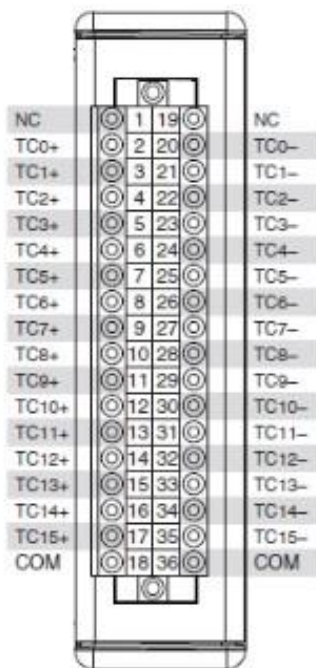 NC 1 19 NC
TC0+ 2 20 TC0–
TC1+ 3 21 TC1–
TC2+ 4 22 TC2–
TC3+ 5 23 TC3–
TC4+ 6 24 TC4–
TC5+ 7 25 TC5–
TC6+ 8 26 TC6–
TC7+ 9 27 TC7–
TC8+ 10 28 TC8–
TC9+ 11 29 TC9–
TC10+ 12 30 TC10–
TC11+ 13 31 TC11–
TC12+ 14 32 TC12–
TC13+ 15 33 TC13–
TC14+ 16 34 TC14–
TC15+ 17 35 TC15–
COM 18 36 COM